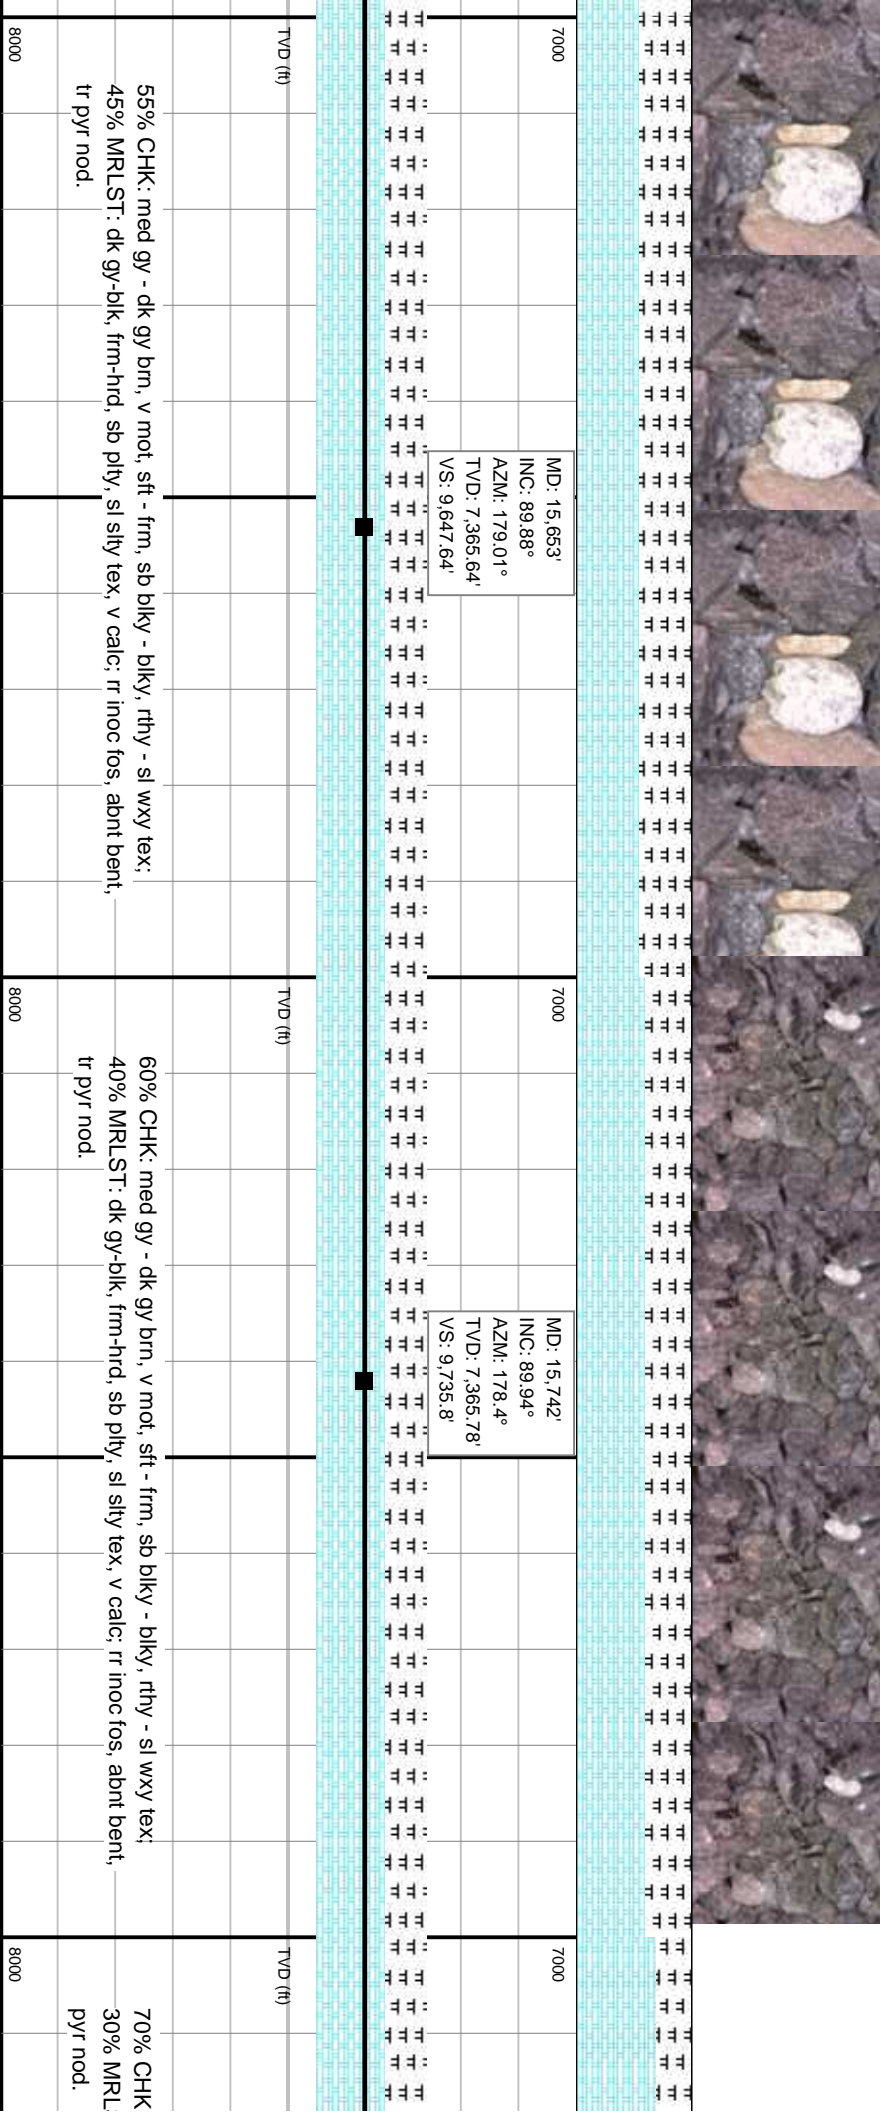 7000
TVD (ft)
8000
55% CHK: med gy - dk gy brn, v mot, sft - frm, sb blky - blky, rthy - sl wxy tex;
45% MRLST: dk gy-blk, frm-hrd, sb plty, sl slty tex, v calc; rr inoc fos, abnt bent,
tr pyr nod.
MD: 15,653'
INC: 89.88°
AZM: 179.01°
TVD: 7,365.64'
VS: 9,647.64'
7000
TVD (ft)
8000
60% CHK: med gy - dk gy brn, v mot, sft - frm, sb blky - blky, rthy - sl wxy tex;
40% MRLST: dk gy-blk, frm-hrd, sb plty, sl slty tex, v calc; rr inoc fos, abnt bent,
tr pyr nod.
MD: 15,742'
INC: 89.94°
AZM: 178.4°
TVD: 7,365.78'
VS: 9,735.8'
7000
TVD (ft)
8000
70% CHK
30% MRL
pyr nod.